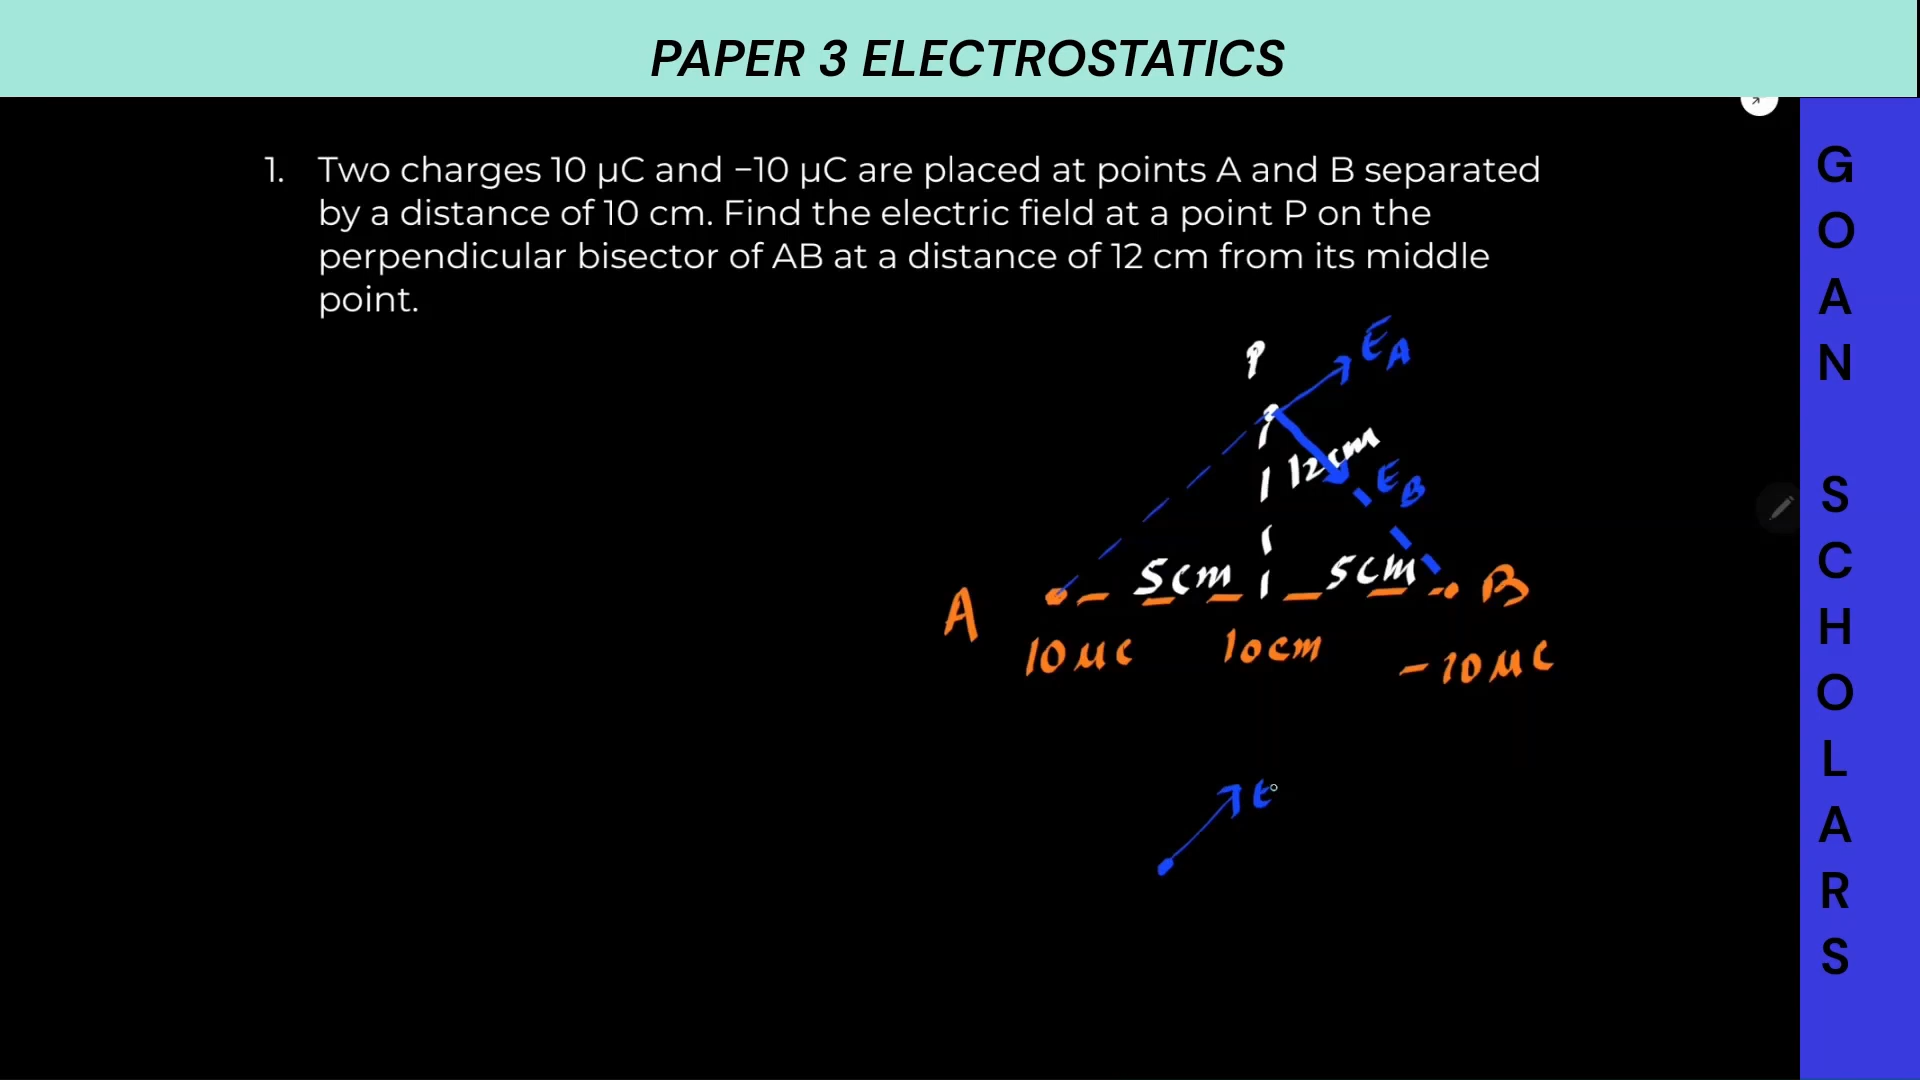 PAPER 3 ELECTROSTATICS
1. Two charges 10 μC and −10 μC are placed at points A and B separated
by a distance of 10 cm. Find the electric field at a point P on the
perpendicular bisector of AB at a distance of 12 cm from its middle
point.
P
EA
12cm
EB
5cm 5cm
A B
10μC 10cm −10μC
E
GOAN SCHOLARS